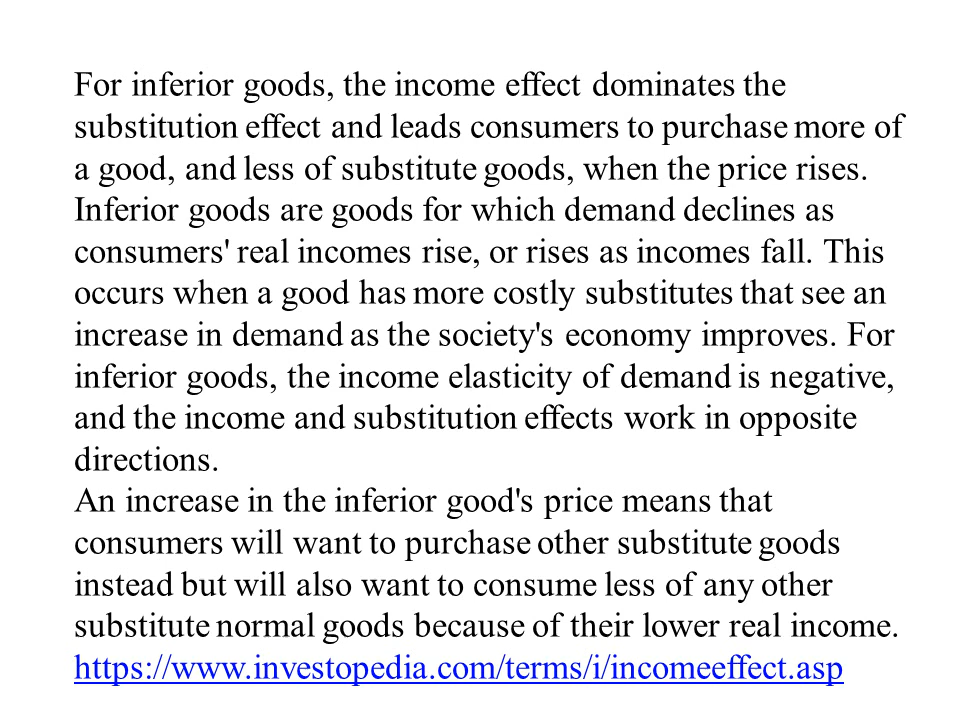 For inferior goods, the income effect dominates the
substitution effect and leads consumers to purchase more of
a good, and less of substitute goods, when the price rises.
Inferior goods are goods for which demand declines as
consumers' real incomes rise, or rises as incomes fall. This
occurs when a good has more costly substitutes that see an
increase in demand as the society's economy improves. For
inferior goods, the income elasticity of demand is negative,
and the income and substitution effects work in opposite
directions.
An increase in the inferior good's price means that
consumers will want to purchase other substitute goods
instead but will also want to consume less of any other
substitute normal goods because of their lower real income.
https://www.investopedia.com/terms/i/incomeeffect.asp